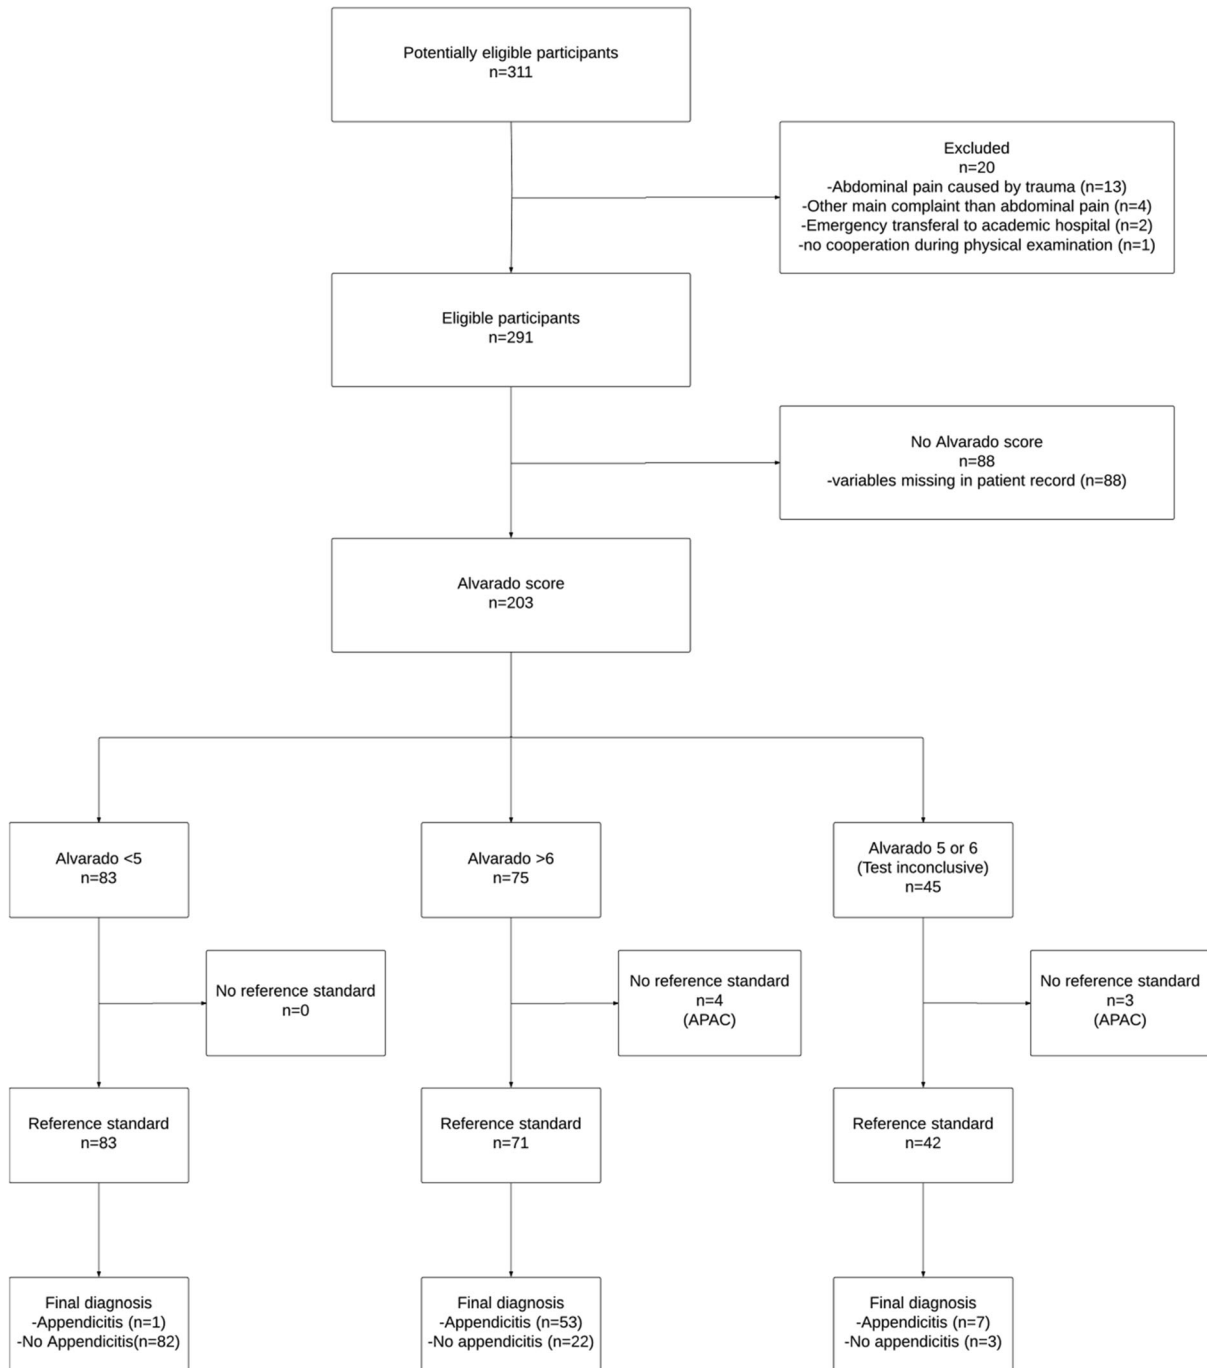 Potentially eligible participants
n=311
Excluded
n=20
-Abdominal pain caused by trauma (n=13)
-Other main complaint than abdominal pain (n=4)
-Emergency transferal to academic hospital (n=2)
-no cooperation during physical examination (n=1)
Eligible participants
n=291
No Alvarado score
n=88
-variables missing in patient record (n=88)
Alvarado score
n=203
Alvarado <5
n=83
Alvarado >6
n=75
Alvarado 5 or 6
(Test inconclusive)
n=45
No reference standard
n=0
No reference standard
n=4
(APAC)
No reference standard
n=3
(APAC)
Reference standard
n=83
Reference standard
n=71
Reference standard
n=42
Final diagnosis
-Appendicitis (n=1)
-No Appendicitis(n=82)
Final diagnosis
-Appendicitis (n=53)
-No appendicitis (n=22)
Final diagnosis
-Appendicitis (n=7)
-No appendicitis (n=3)